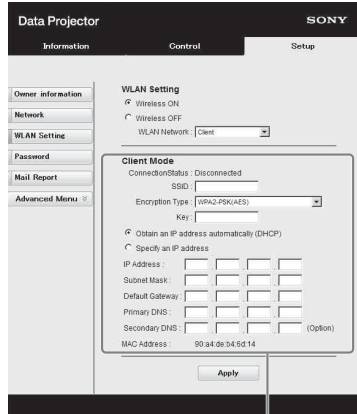 Data Projector
SONY
Information
Control
Setup
Owner information
Network
WLAN Setting
Password
Mail Report
Advanced Menu
WLAN Setting
Wireless ON
Wireless OFF
WLAN Network : Client
Client Mode
ConnectionStatus : Disconnected
SSID :
Encryption Type : WPA2-PSK(AES)
Key :
Obtain an IP address automatically (DHCP)
Specify an IP address
IP Address : . . .
Subnet Mask : . . .
Default Gateway : . . .
Primary DNS : . . .
Secondary DNS : . . . (Option)
MAC Address : 90:a4:de:b4:6d:14
Apply